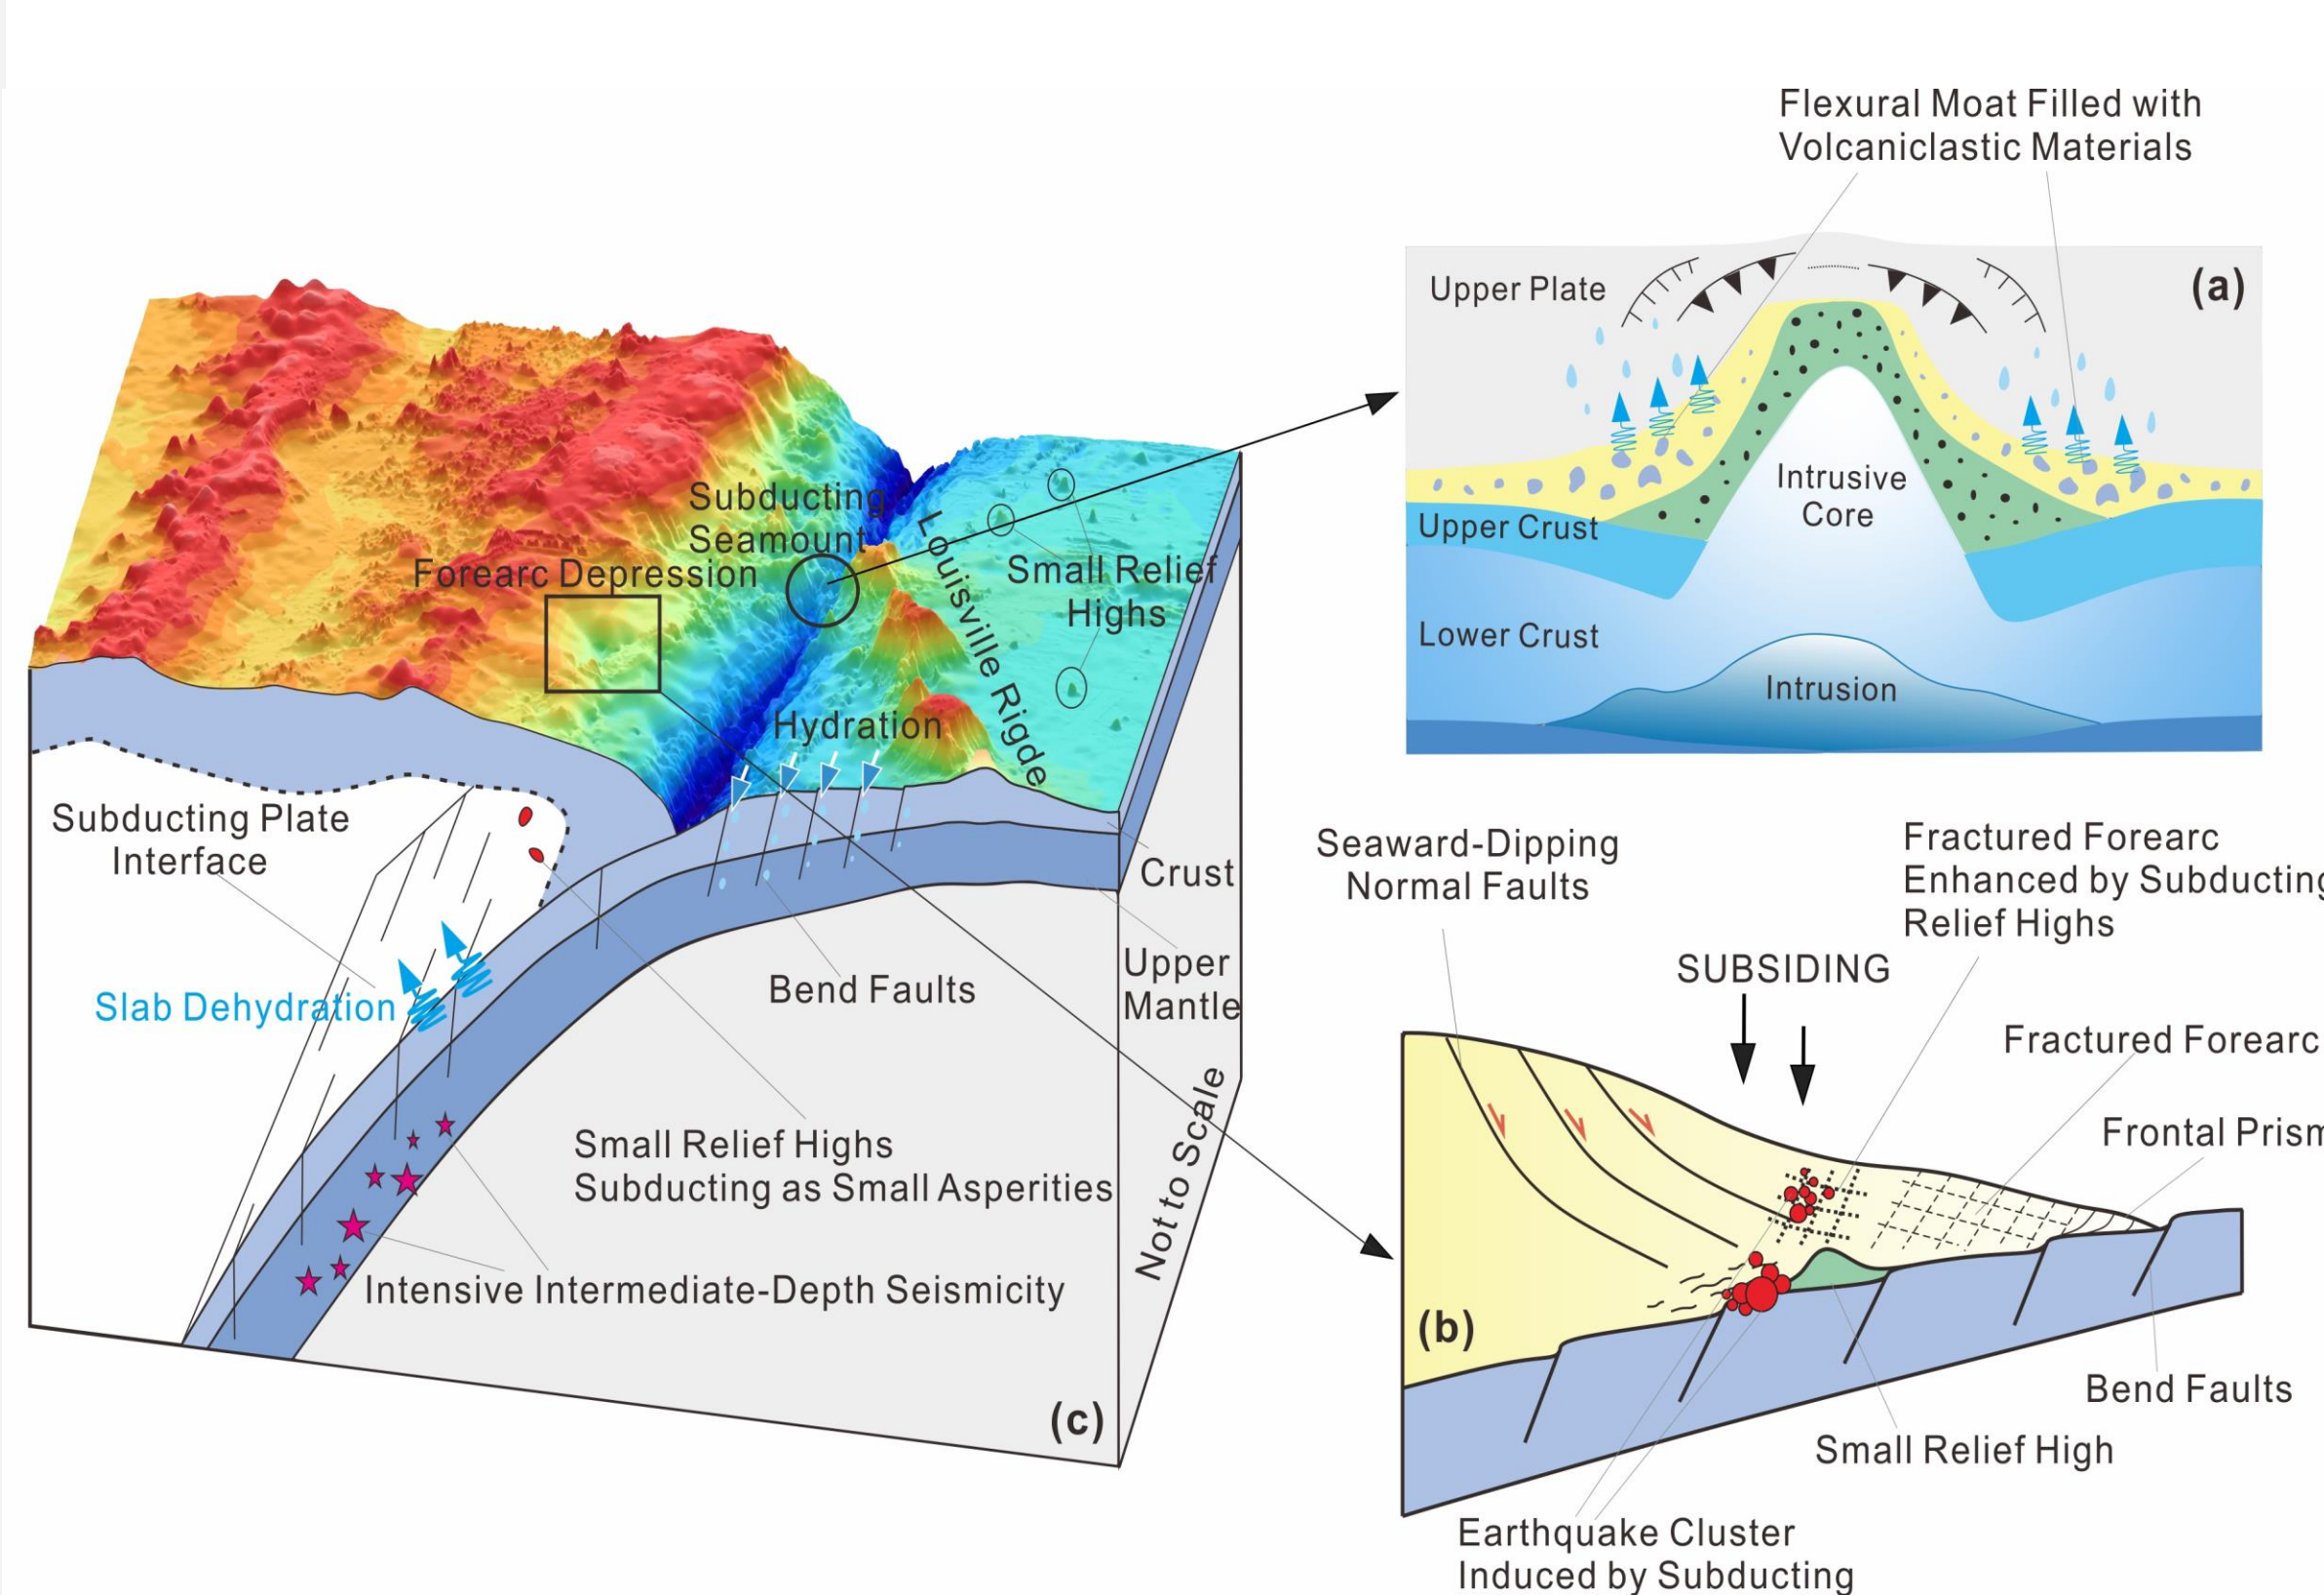 Flexural Moat Filled with
Volcaniclastic Materials
Upper Plate
(a)
Intrusive
Core
Upper Crust
Lower Crust
Intrusion
Subducting
Seamount
Forearc Depression
Louisville Rigde
Small Relief
Highs
Hydration
Subducting Plate
Interface
Slab Dehydration
Crust
Upper
Mantle
Bend Faults
Small Relief Highs
Subducting as Small Asperities
Intensive Intermediate-Depth Seismicity
Not to Scale
(c)
Seaward-Dipping
Normal Faults
Fractured Forearc
Enhanced by Subducting
Relief Highs
SUBSIDING
Fractured Forearc
Frontal Prism
(b)
Bend Faults
Small Relief High
Earthquake Cluster
Induced by Subducting